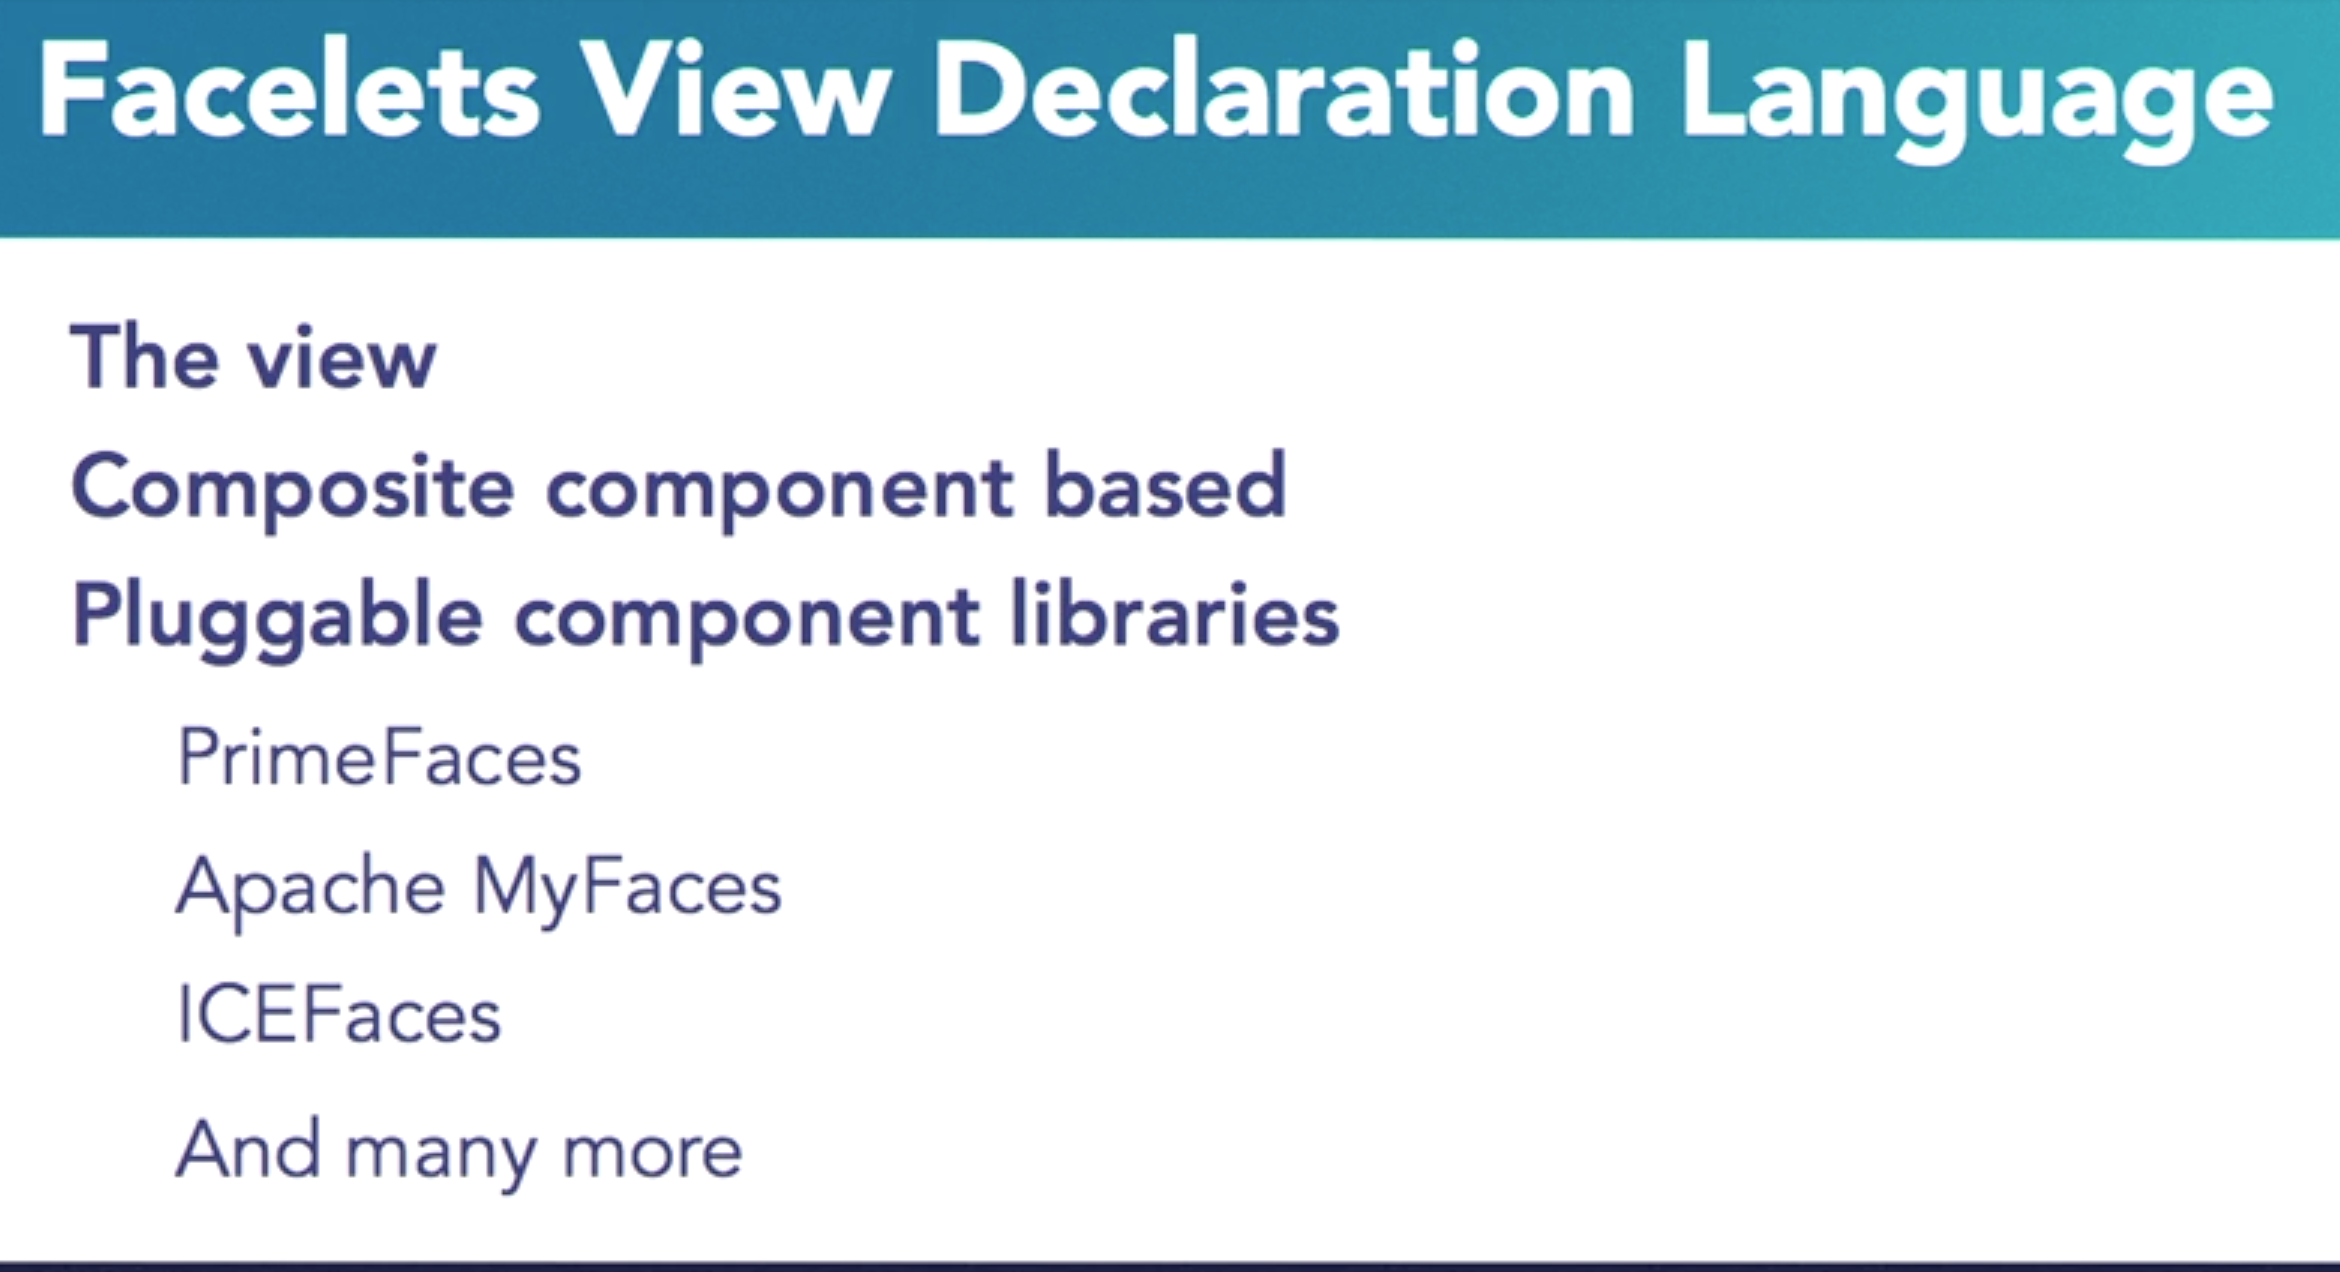 Facelets View Declaration Language
The view
Composite component based
Pluggable component libraries
PrimeFaces
Apache MyFaces
ICEFaces
And many more